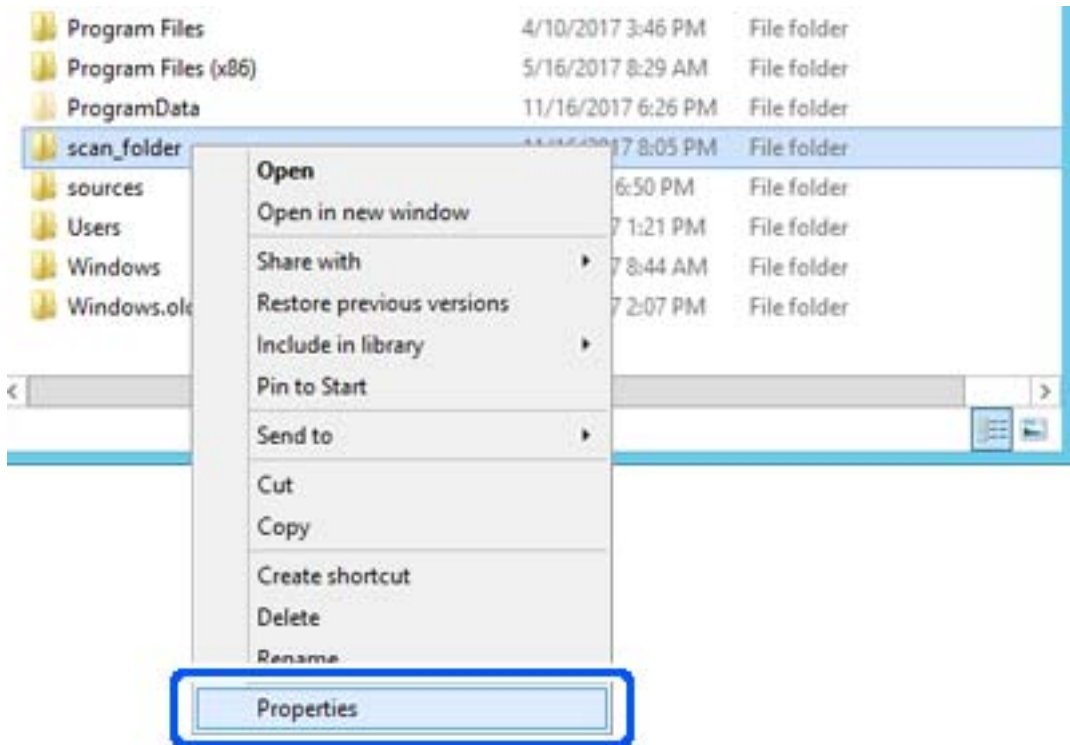 Program Files 4/10/2017 3:46 PM File folder
Program Files (x86) 5/16/2017 8:29 AM File folder
ProgramData 11/16/2017 6:26 PM File folder
scan_folder 7 8:05 PM File folder
sources 6:50 PM File folder
Users 7 1:21 PM File folder
Windows 7 8:44 AM File folder
Windows.old 7 2:07 PM File folder
Open
Open in new window
Share with
Restore previous versions
Include in library
Pin to Start
Send to
Cut
Copy
Create shortcut
Delete
Rename
Properties